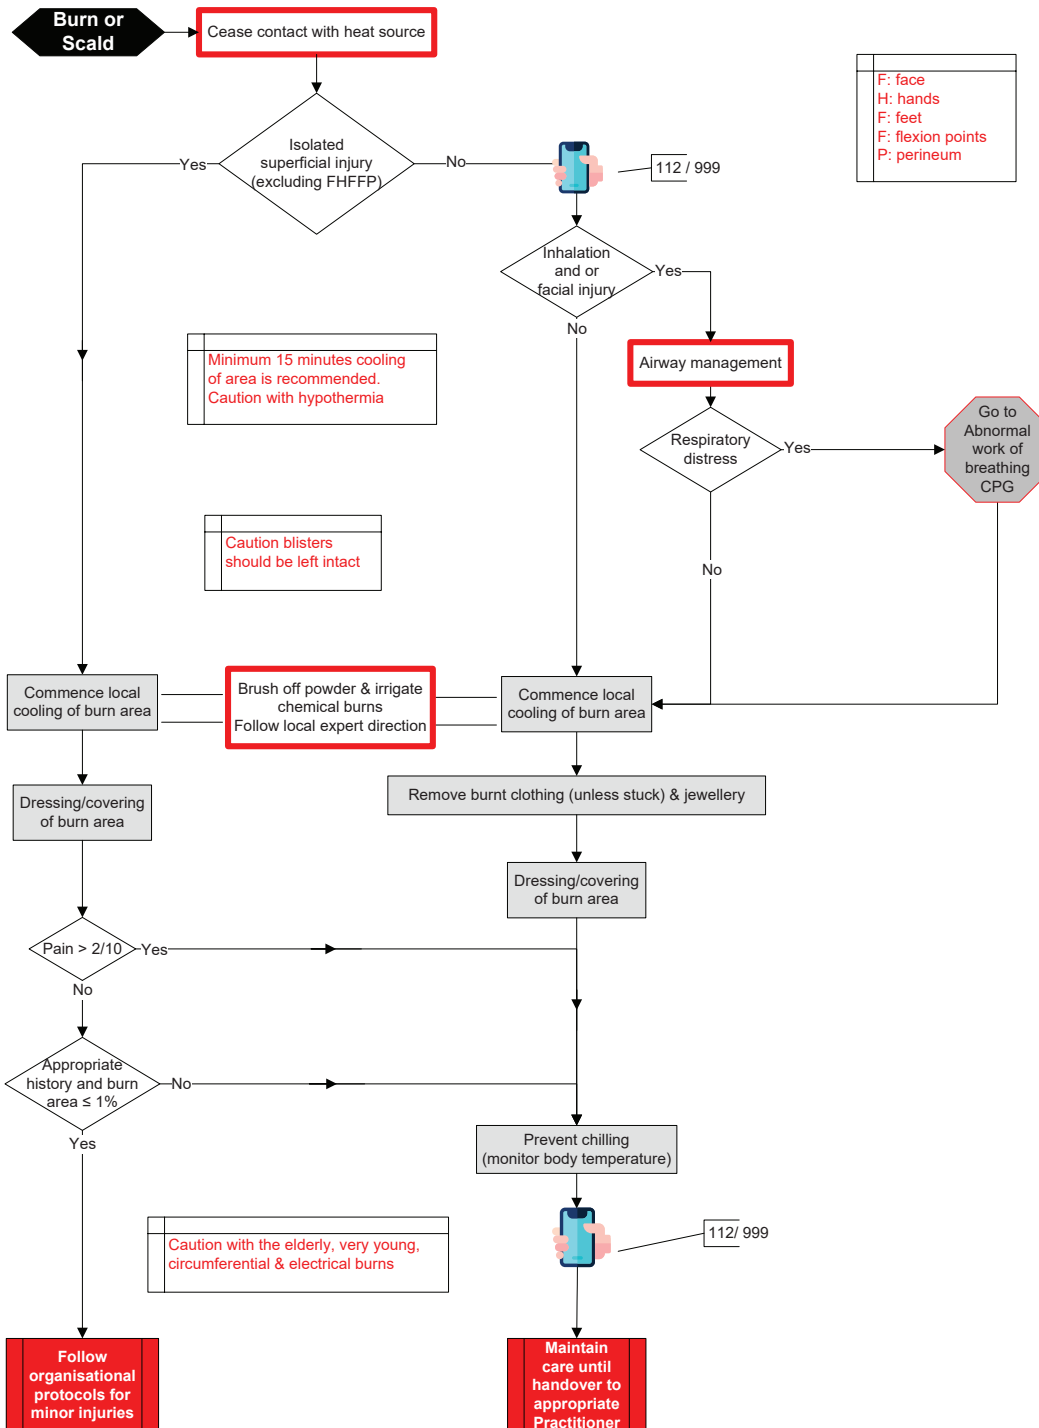 Burn or
Scald
Cease contact with heat source
F: face
H: hands
F: feet
F: flexion points
P: perineum
Isolated
superficial injury
(excluding FHFFP)
Yes
No
112 / 999
Inhalation
and or
facial injury
Yes
No
Minimum 15 minutes cooling
of area is recommended.
Caution with hypothermia
Airway management
Respiratory
distress
Yes
Go to
Abnormal
work of
breathing
CPG
No
Caution blisters
should be left intact
Commence local
cooling of burn area
Brush off powder & irrigate
chemical burns
Follow local expert direction
Commence local
cooling of burn area
Remove burnt clothing (unless stuck) & jewellery
Dressing/covering
of burn area
Dressing/covering
of burn area
Pain > 2/10
Yes
No
Appropriate
history and burn
area ≤ 1%
No
Yes
Prevent chilling
(monitor body temperature)
112/ 999
Caution with the elderly, very young,
circumferential & electrical burns
Follow
organisational
protocols for
minor injuries
Maintain
care until
handover to
appropriate
Practitioner